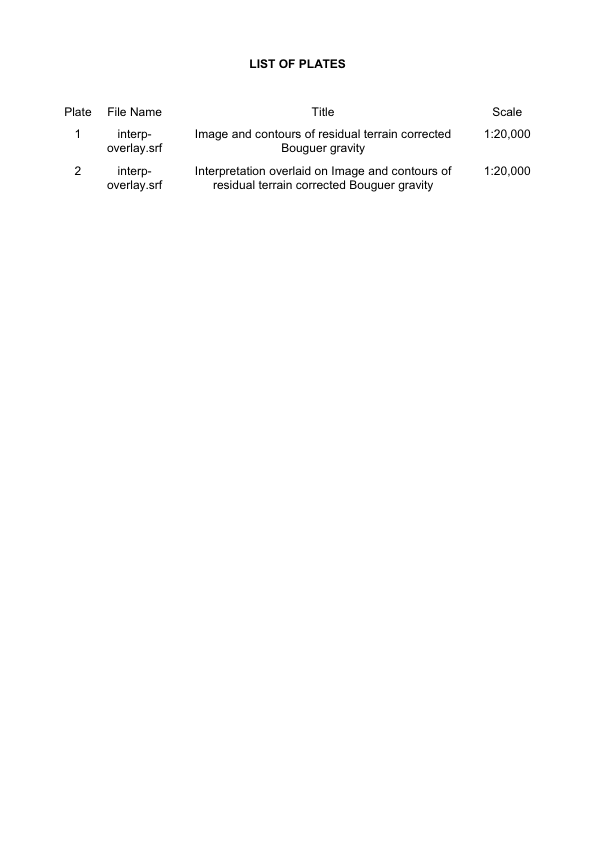 LIST OF PLATES
Plate File Name Title Scale
1 interp- Image and contours of residual terrain corrected 1:20,000
overlay.srf Bouguer gravity
2 interp- Interpretation overlaid on Image and contours of 1:20,000
overlay.srf residual terrain corrected Bouguer gravity